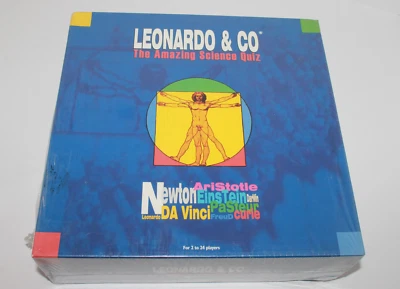 LEONARDO & CO®
The Amazing Science Quiz
Newton AriStotle
EinsTein Darwin
Leonardo DA Vinci PaSteur
FreuD curie
For 2 to 24 players